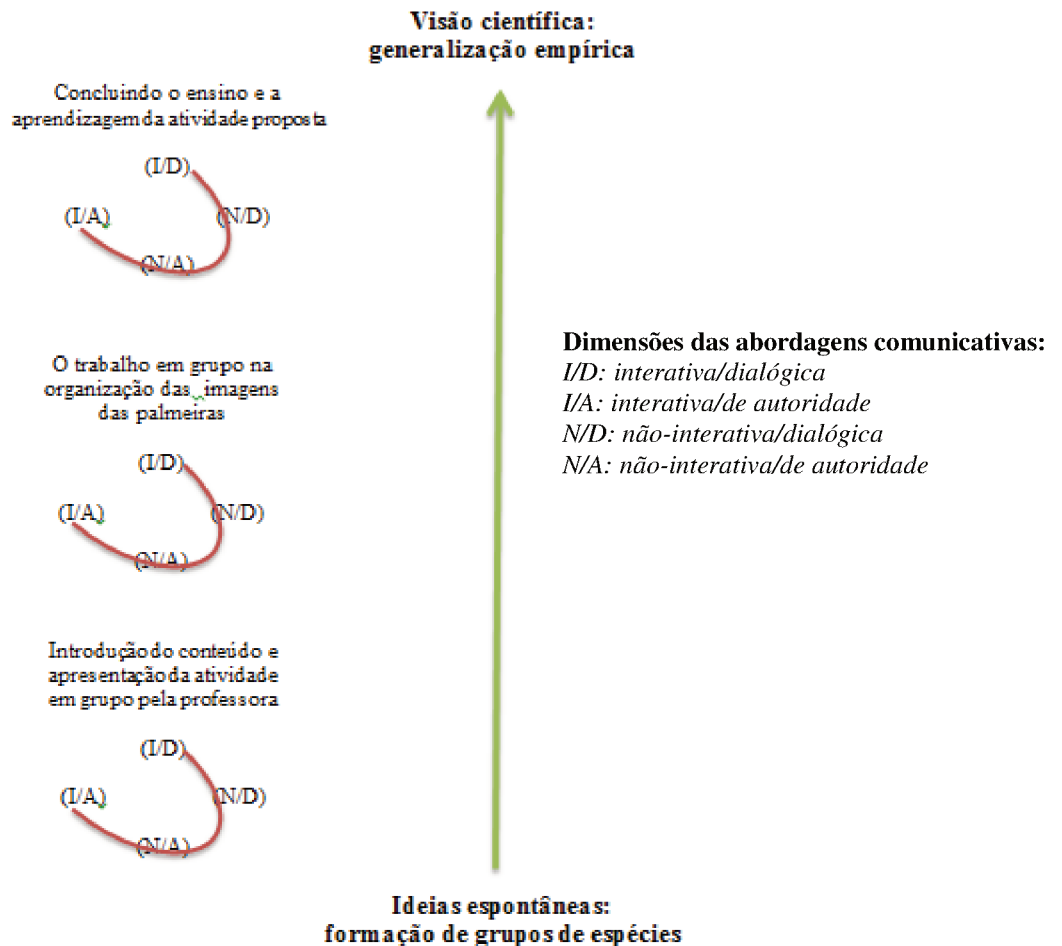 Visão científica:
generalização empírica
Concluindo o ensino e a
aprendizagem da atividade proposta
(I/D)
(I/A)
(N/D)
(N/A)
O trabalho em grupo na
organização das imagens
das palmeiras
(I/D)
(I/A)
(N/D)
(N/A)
Dimensões das abordagens comunicativas:
I/D: interativa/dialógica
I/A: interativa/de autoridade
N/D: não-interativa/dialógica
N/A: não-interativa/de autoridade
Introdução do conteúdo e
apresentação da atividade
em grupo pela professora
(I/D)
(I/A)
(N/D)
(N/A)
Ideias espontâneas:
formação de grupos de espécies